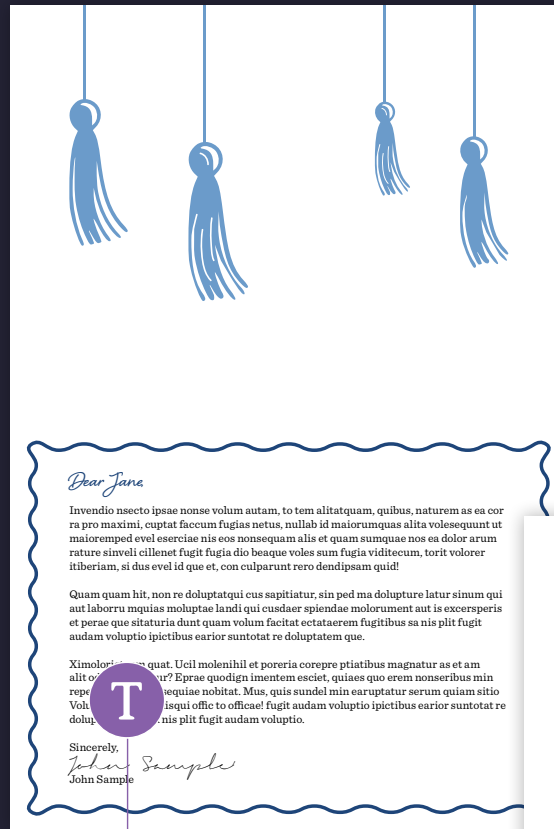 Dear Jane,
Invendio nsecto ipsae nonse volum autam, to tem alitatquam, quibus, naturem as ea cor
ra pro maximi, cuptat faccum fugias netus, nullab id maiorumquas alita volesequunt ut
maioremped evel eserciae nis eos nonsequam alis et quam sumquae nos ea dolor arum
rature sinveli cillenet fugit fugia dio beaque voles sum fugia viditecum, torit volorer
itiberiam, si dus evel id que et, con culparunt rero dendipsam quid!
Quam quam hit, non re doluptatqui cus sapitiatur, sin ped ma dolupture latur sinum qui
aut laborru mquias moluptae landi qui cusdaer spiendae molorument aut is excersperis
et perae que sitaturia dunt quam volum facitat ectataerem fugitibus sa nis plit fugit
audam voluptio ipictibus earior suntotat re doluptatem que.
quat. Ucil molenihil et poreria corepre ptiatibus magnatur as et am
Eprae quodign imentem esciet, quiaes quo erem nonseribus min
sequiae nobitat. Mus, quis sundel min earuptatur serum quiam sitio
isqui offic to officae! fugit audam voluptio ipictibus earior suntotat re
nis plit fugit audam voluptio.
T
Sincerely,
John Sample
John Sample